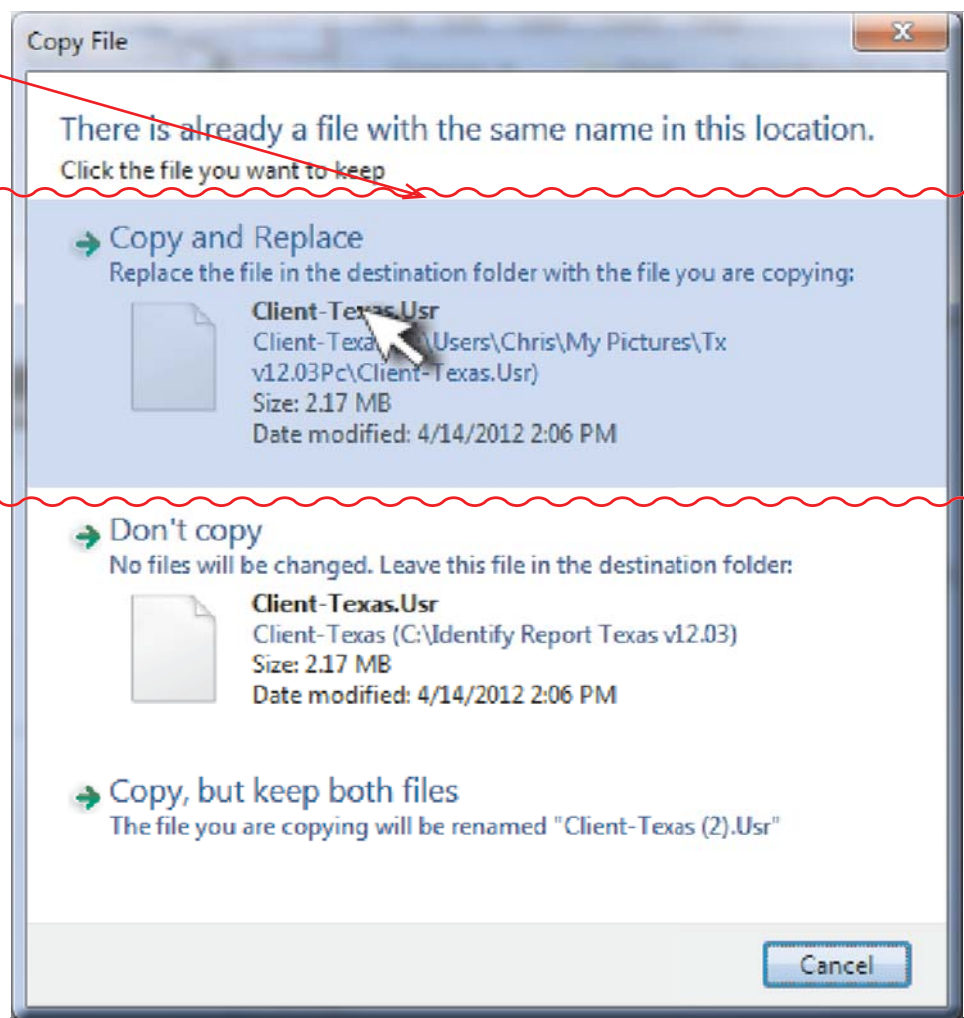 Copy File
x
There is already a file with the same name in this location.
Click the file you want to keep
Copy and Replace
Replace the file in the destination folder with the file you are copying:
Client-Texas.Usr
Client-Texa \Users\Chris\My Pictures\Tx
v12.03Pc\Client-Texas.Usr)
Size: 2.17 MB
Date modified: 4/14/2012 2:06 PM
Don't copy
No files will be changed. Leave this file in the destination folder:
Client-Texas.Usr
Client-Texas (C:\Identify Report Texas v12.03)
Size: 2.17 MB
Date modified: 4/14/2012 2:06 PM
Copy, but keep both files
The file you are copying will be renamed "Client-Texas (2).Usr"
Cancel